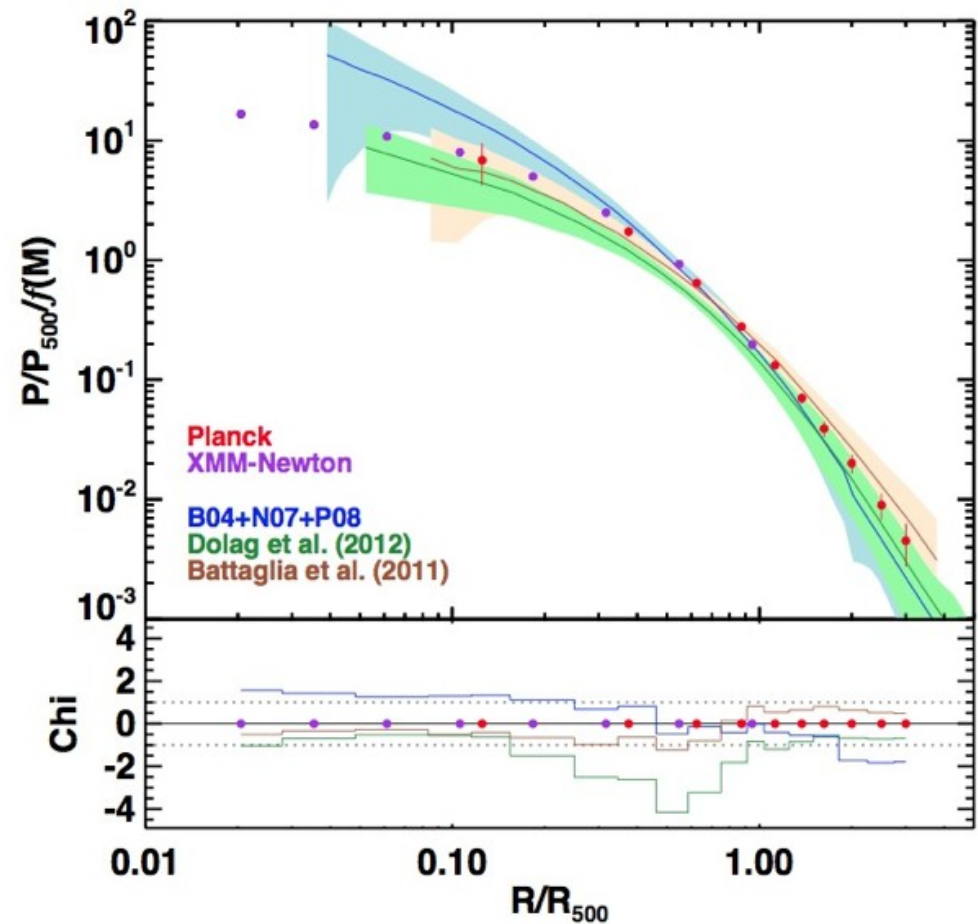 10²
10¹
10⁰
10⁻¹
10⁻²
10⁻³
P/P₅₀₀/f(M)
Planck
XMM-Newton
B04+N07+P08
Dolag et al. (2012)
Battaglia et al. (2011)
4
2
0
-2
-4
Chi
0.01 0.10 1.00
R/R₅₀₀